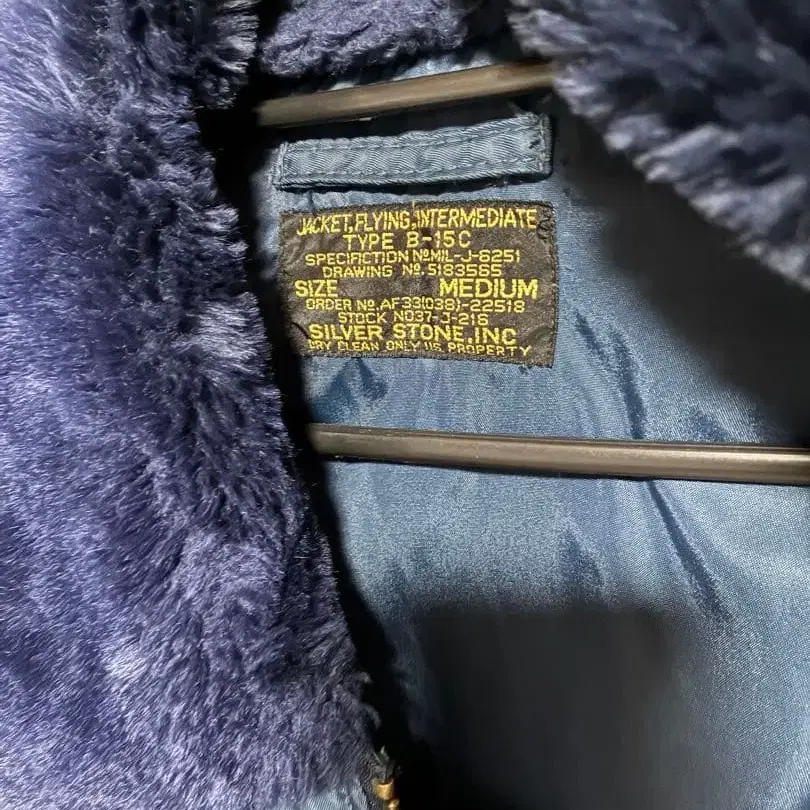 JACKET,FLYING,INTERMEDIATE
TYPE B-15C
SPECIFICTION NºMIL-J-6251
DRAWING Nº.5183565
SIZE MEDIUM
ORDER Nº.AF33(038)-22518
STOCK NO37-J-216
SILVER STONE,INC
DRY CLEAN ONLY US PROPERTY